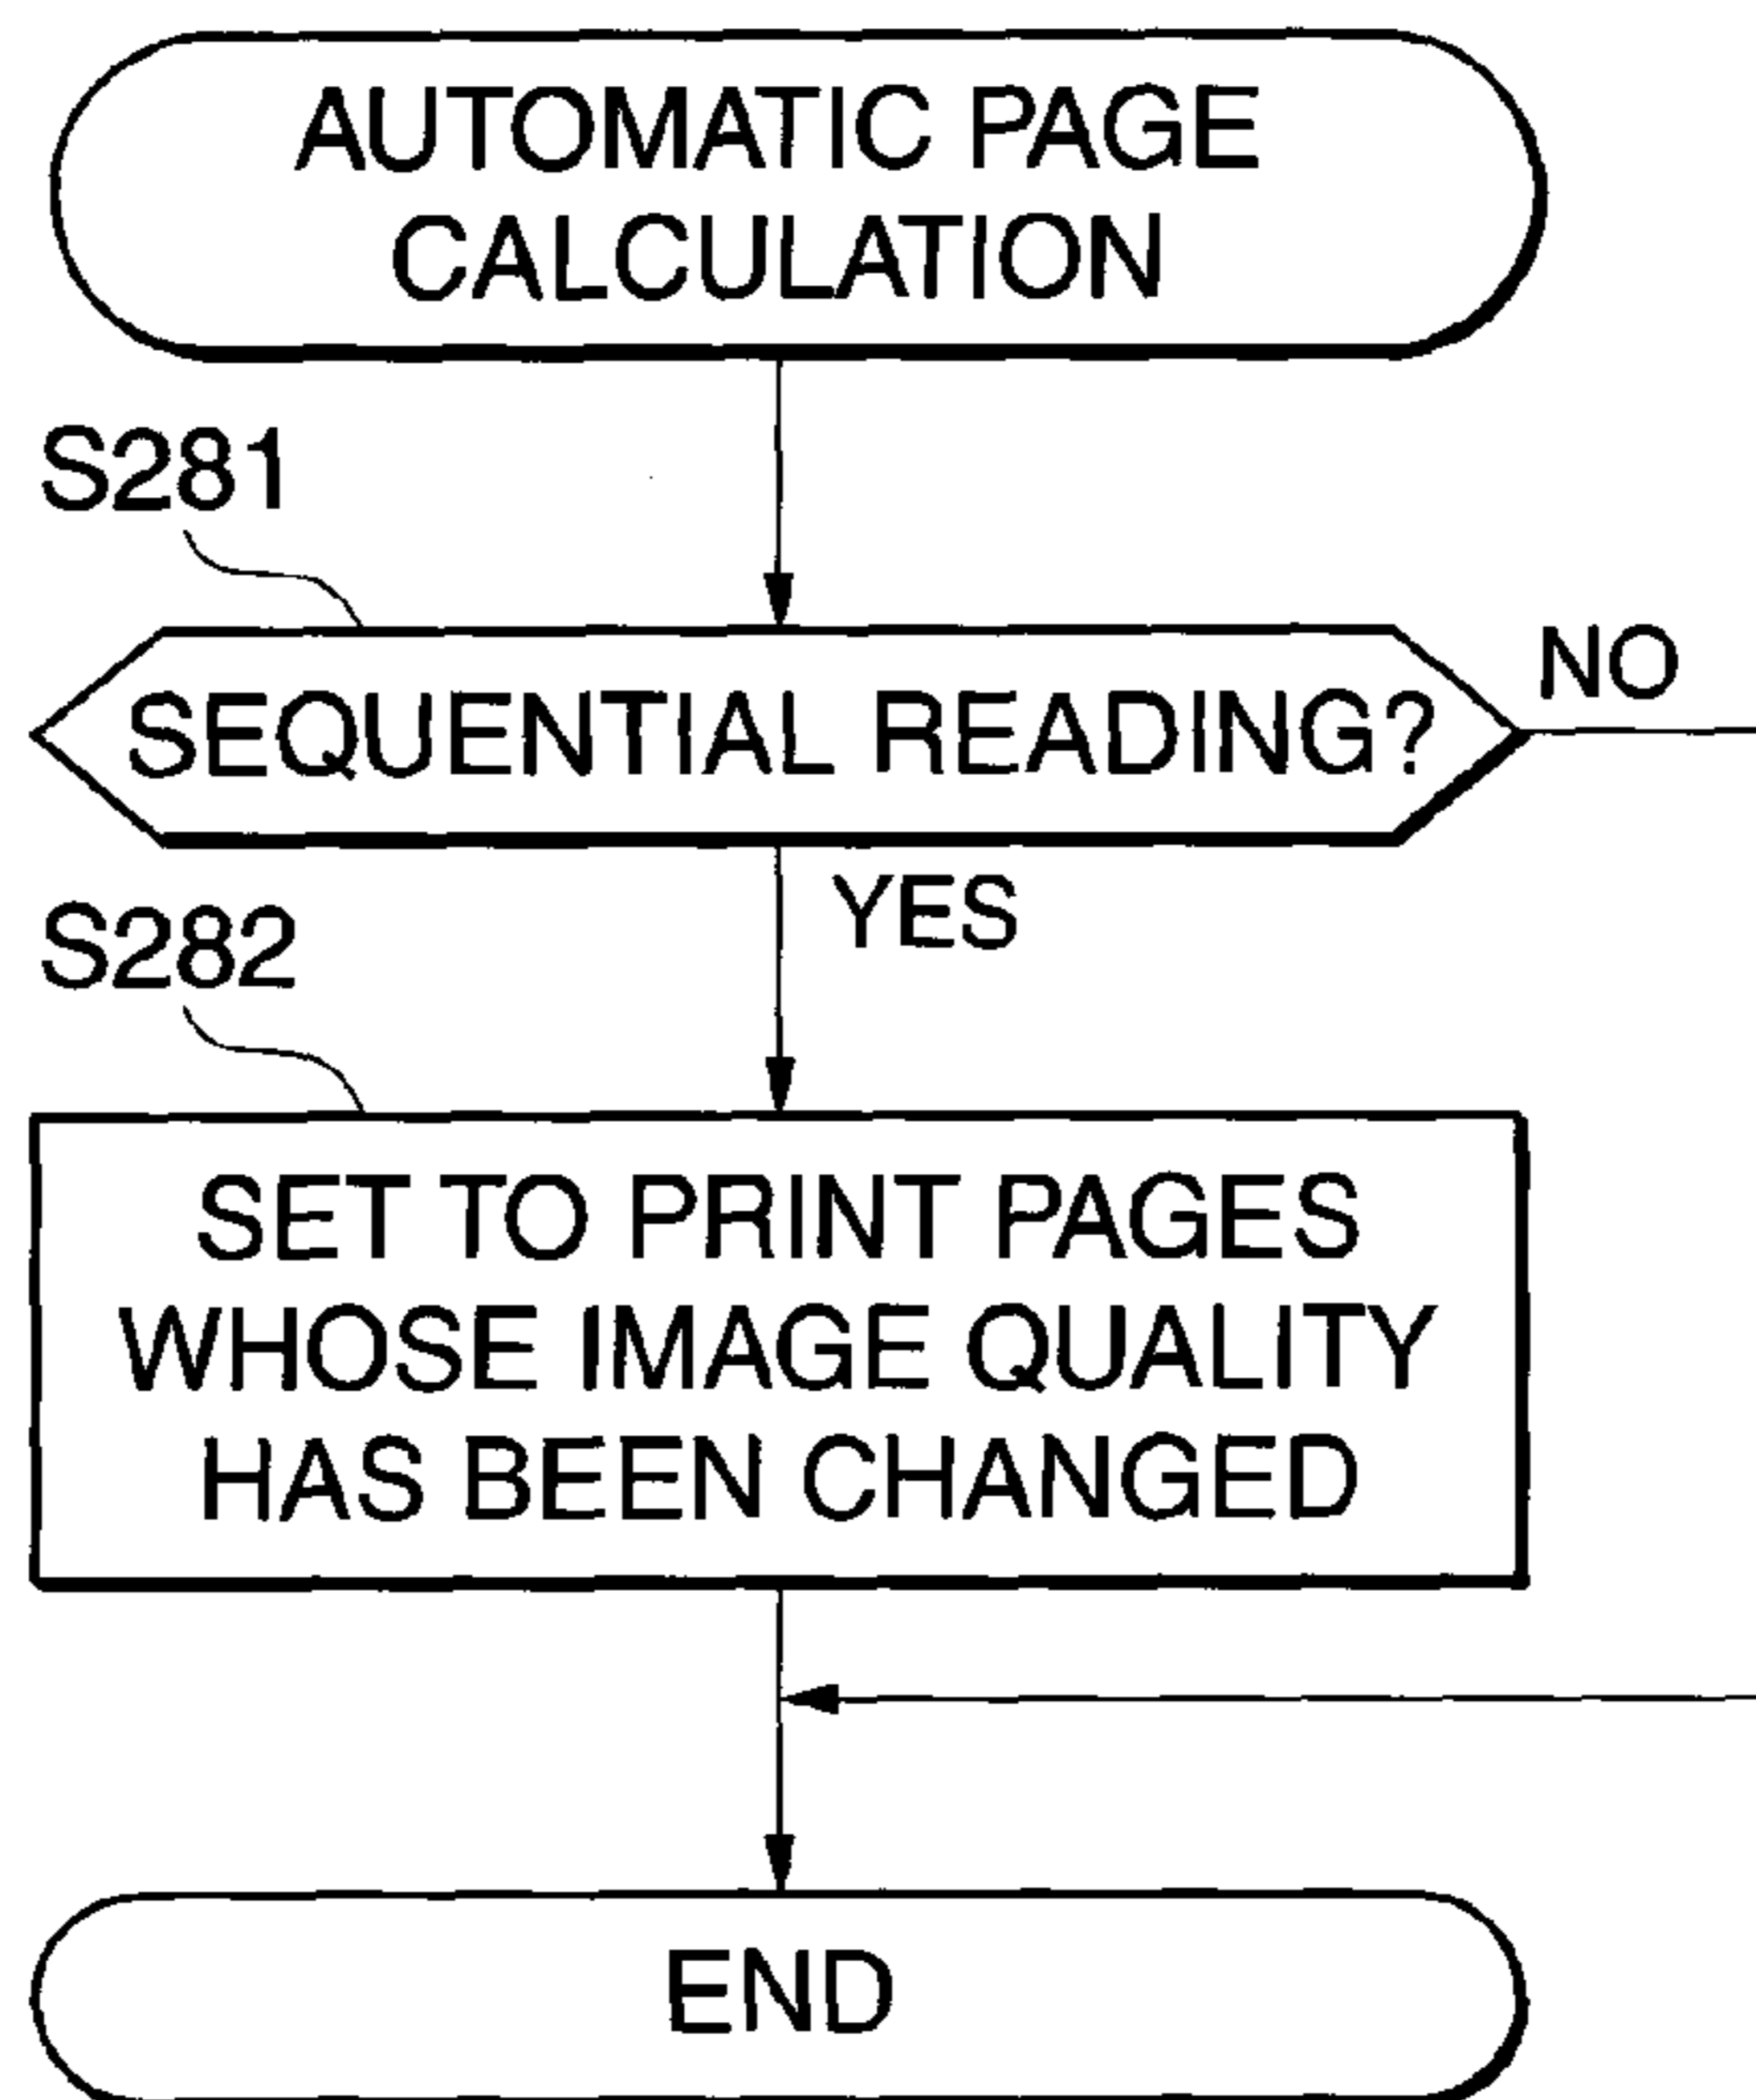 AUTOMATIC PAGE
CALCULATION
S281
SEQUENTIAL READING?
NO
YES
S282
SET TO PRINT PAGES
WHOSE IMAGE QUALITY
HAS BEEN CHANGED
END